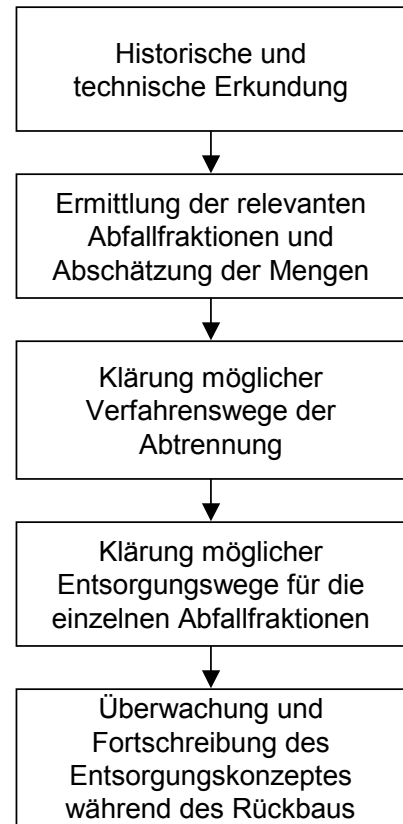 Historische und
technische Erkundung
Ermittlung der relevanten
Abfallfraktionen und
Abschätzung der Mengen
Klärung möglicher
Verfahrenswege der
Abtrennung
Klärung möglicher
Entsorgungswege für die
einzelnen Abfallfraktionen
Überwachung und
Fortschreibung des
Entsorgungskonzeptes
während des Rückbaus